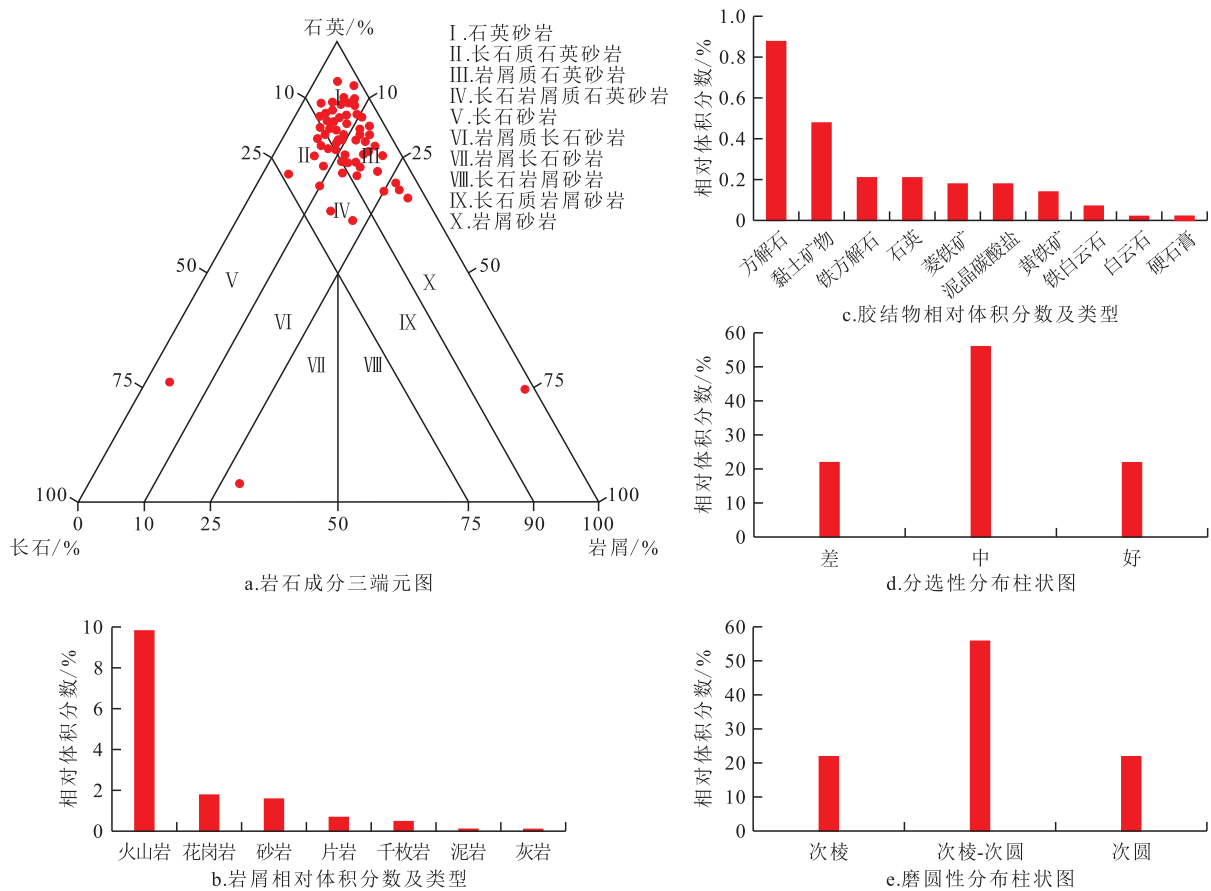 石英/%
Ⅰ.石英砂岩
Ⅱ.长石质石英砂岩
Ⅲ.岩屑质石英砂岩
Ⅳ.长石岩屑质石英砂岩
Ⅴ.长石砂岩
Ⅵ.岩屑质长石砂岩
Ⅶ.岩屑长石砂岩
Ⅷ.长石岩屑砂岩
Ⅸ.长石质岩屑砂岩
Ⅹ.岩屑砂岩
10 Ⅰ 10
25 Ⅱ Ⅲ 25
Ⅳ
50 Ⅴ Ⅹ 50
Ⅵ Ⅸ
Ⅶ Ⅷ
75 75
100 100
0 10 25 50 75 90 100
长石/% 岩屑/%
a.岩石成分三端元图
相对体积分数/%
10
8
6
4
2
0
火山岩 花岗岩 砂岩 片岩 千枚岩 泥岩 灰岩
b.岩屑相对体积分数及类型
相对体积分数/%
1.0
0.8
0.6
0.4
0.2
0
方解石 黏土矿物 铁方解石 石英 菱铁矿 泥晶碳酸盐 黄铁矿 铁白云石 白云石 硬石膏
c.胶结物相对体积分数及类型
相对体积分数/%
60
50
40
30
20
10
0
差 中 好
d.分选性分布柱状图
相对体积分数/%
60
50
40
30
20
10
0
次棱 次棱-次圆 次圆
e.磨圆性分布柱状图